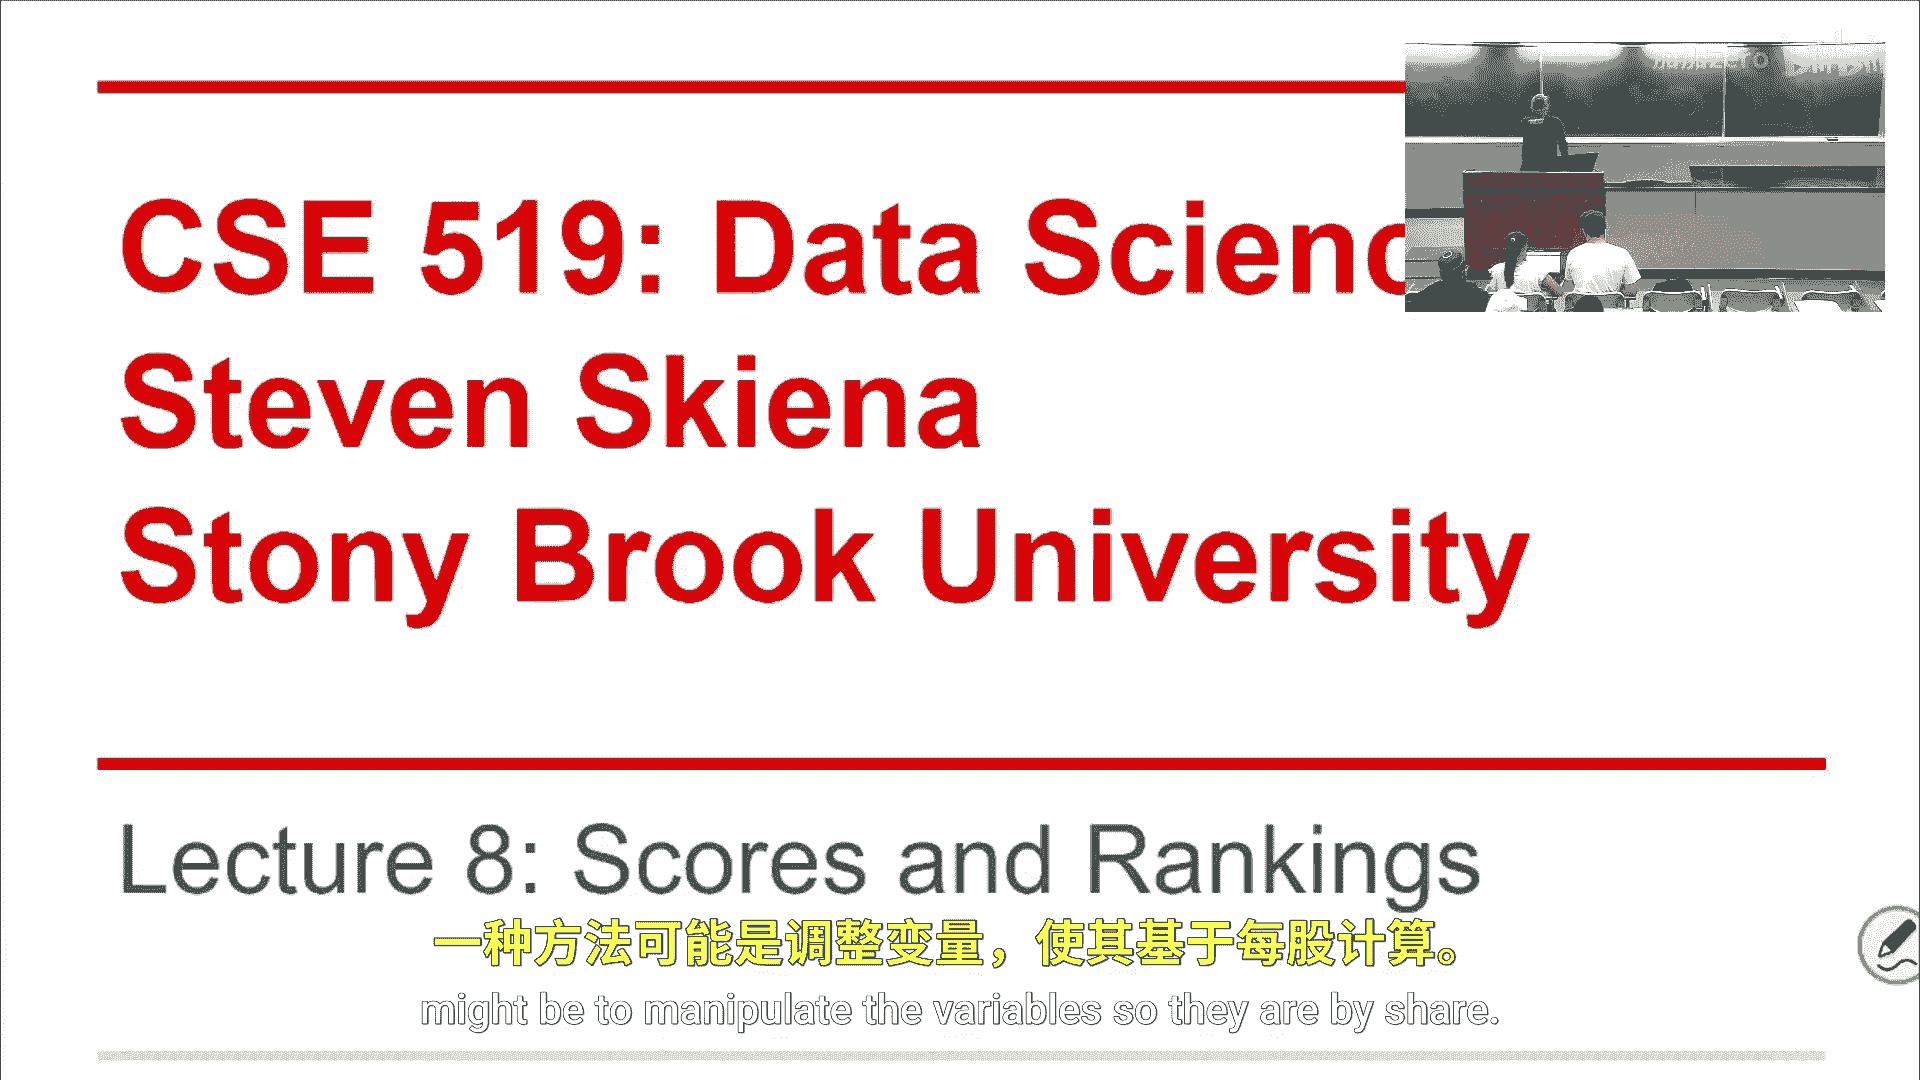 CSE 519: Data Scienc
Steven Skiena
Stony Brook University
Lecture 8: Scores and Rankings
一种方法可能是调整变量，使其基于每股计算。
might be to manipulate the variables so they are by share.